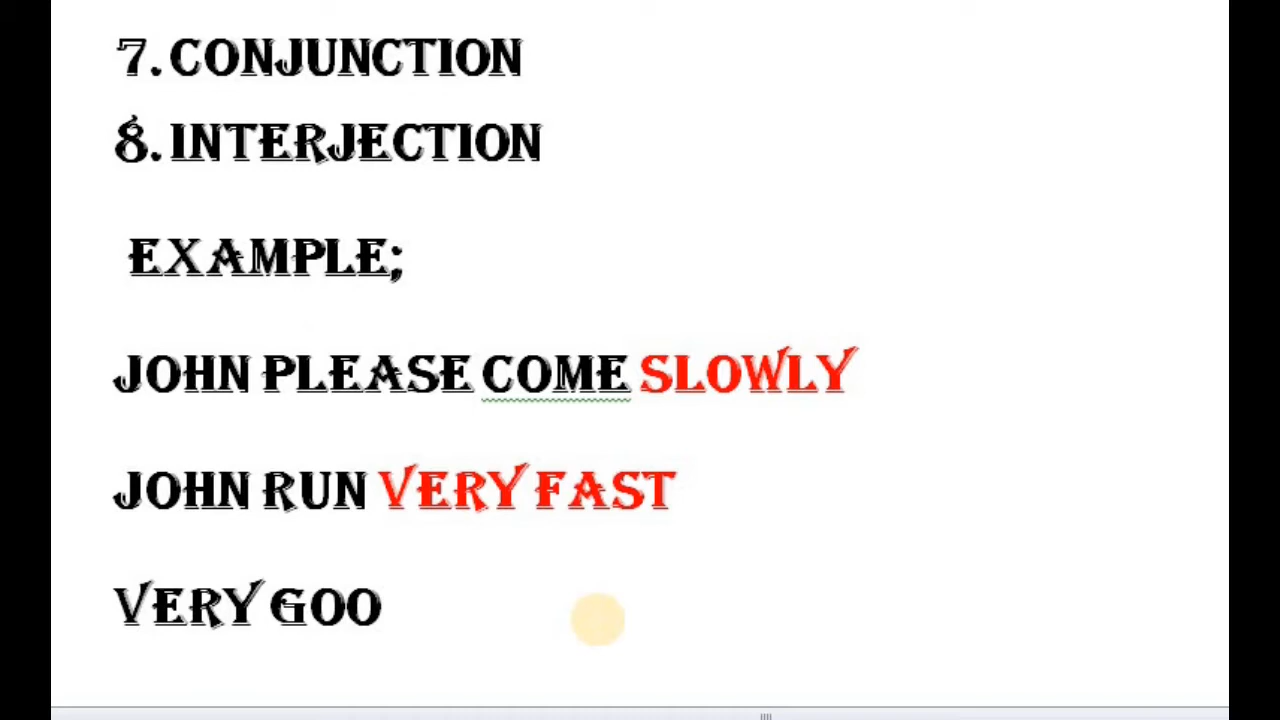 7. CONJUNCTION
8. INTERJECTION
EXAMPLE;
JOHN PLEASE COME SLOWLY
JOHN RUN VERY FAST
VERY GOO